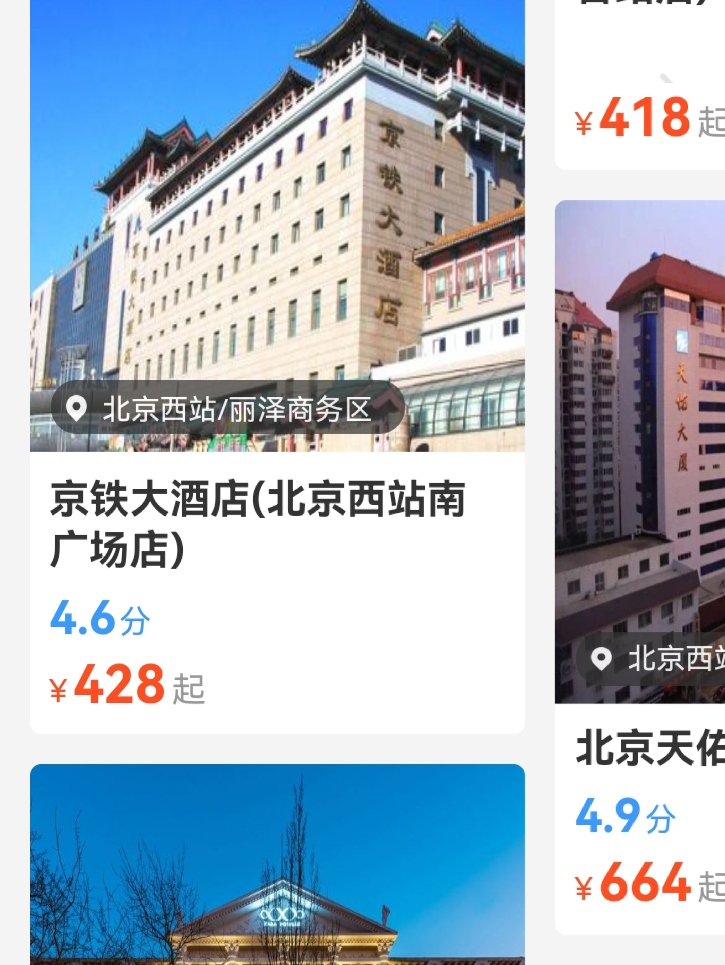 京铁大酒店
北京西站/丽泽商务区
京铁大酒店(北京西站南
广场店)
4.6分
¥428起
¥418起
天佑大厦
北京西站
北京天佑
4.9分
¥664起